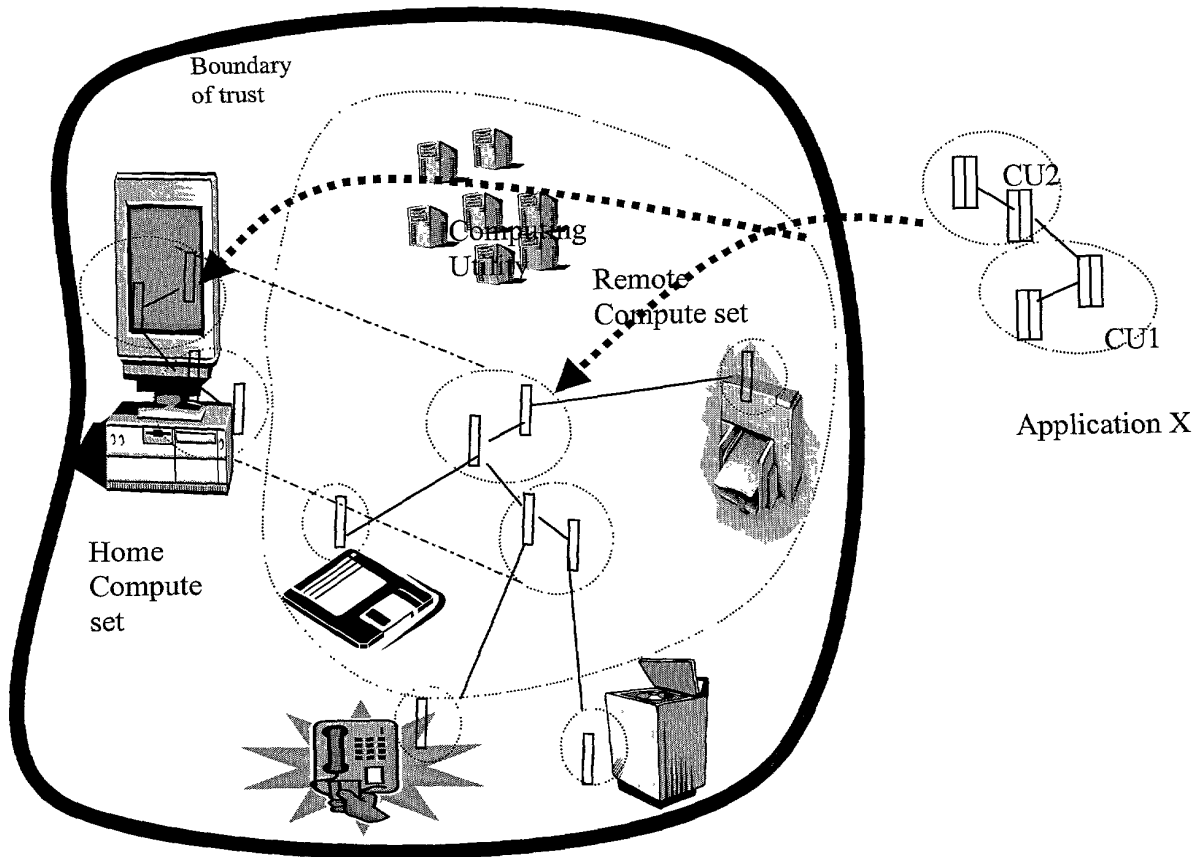 Boundary
of trust
CU2
Computing
Utility
Remote
Compute set
CU1
Application X
Home
Compute
set